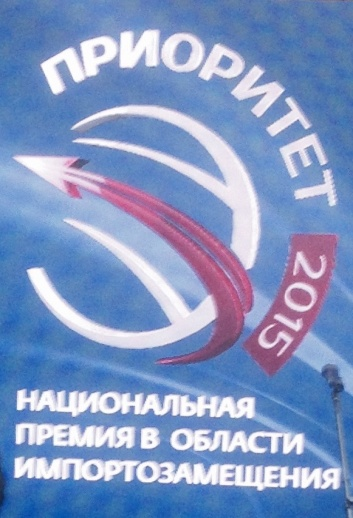 ПРИОРИТЕТ
2015
НАЦИОНАЛЬНАЯ
ПРЕМИЯ В ОБЛАСТИ
ИМПОРТОЗАМЕЩЕНИЯ